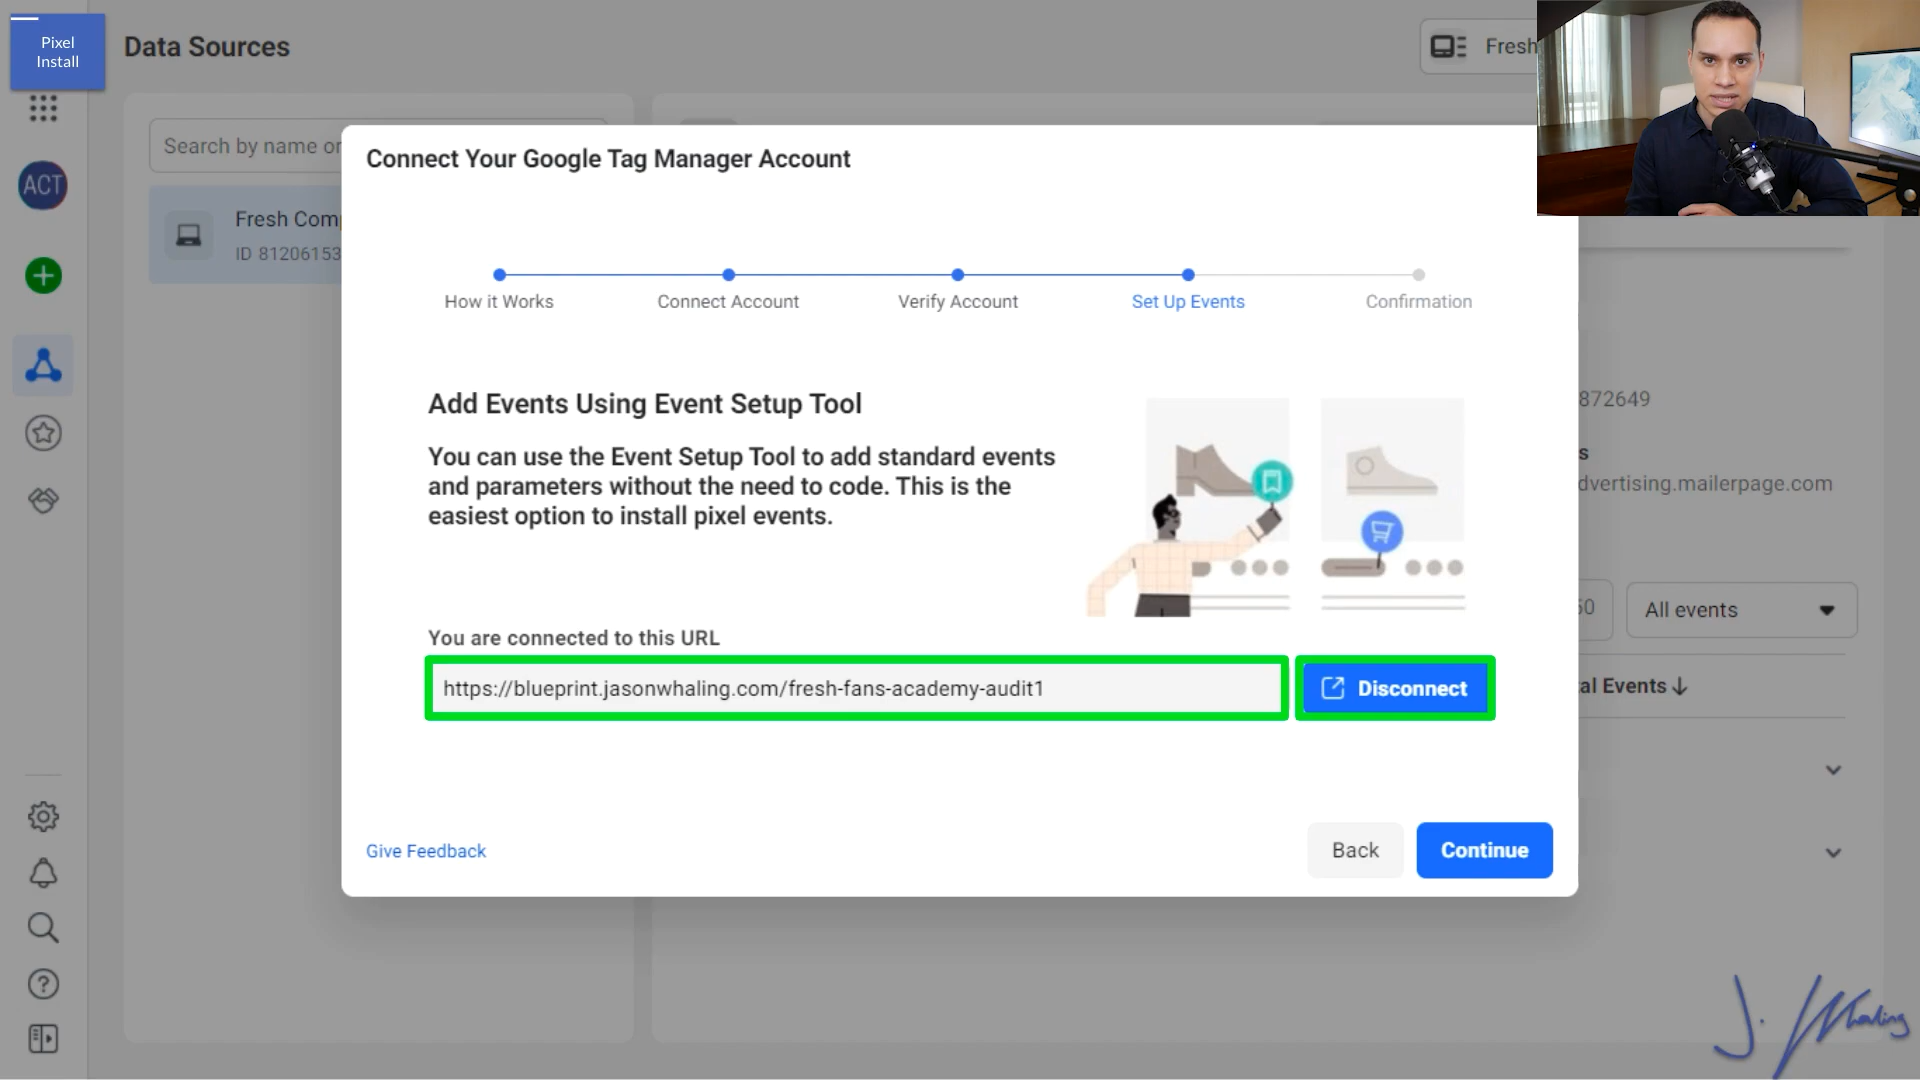 Pixel
Install
Data Sources
Fresh
Search by name or
ACT
Fresh Comp
ID 81206153
Connect Your Google Tag Manager Account
How it Works
Connect Account
Verify Account
Set Up Events
Confirmation
Add Events Using Event Setup Tool
You can use the Event Setup Tool to add standard events
and parameters without the need to code. This is the
easiest option to install pixel events.
872649
s
dvertising.mailerpage.com
50
All events
You are connected to this URL
https://blueprint.jasonwhaling.com/fresh-fans-academy-audit1
Disconnect
al Events
Give Feedback
Back
Continue
J. Whaling